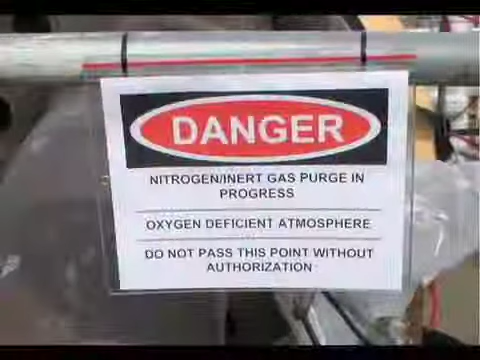 DANGER
NITROGEN/INERT GAS PURGE IN
PROGRESS
OXYGEN DEFICIENT ATMOSPHERE
DO NOT PASS THIS POINT WITHOUT
AUTHORIZATION